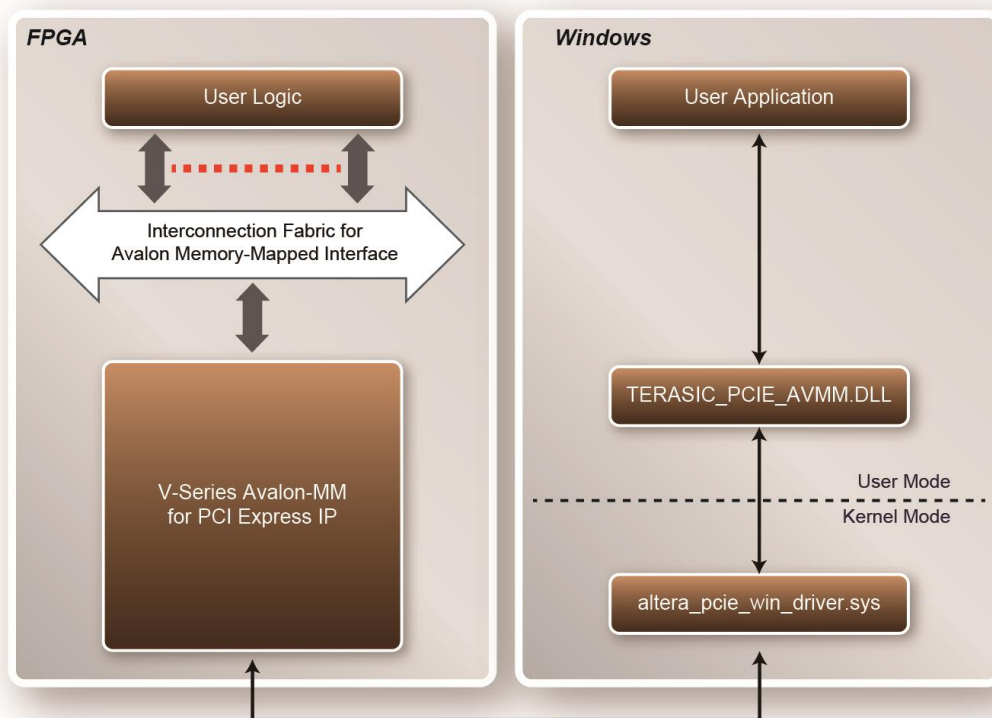 FPGA
User Logic
Interconnection Fabric for
Avalon Memory-Mapped Interface
V-Series Avalon-MM
for PCI Express IP
Windows
User Application
TERASIC_PCIE_AVMM.DLL
User Mode
Kernel Mode
altera_pcie_win_driver.sys